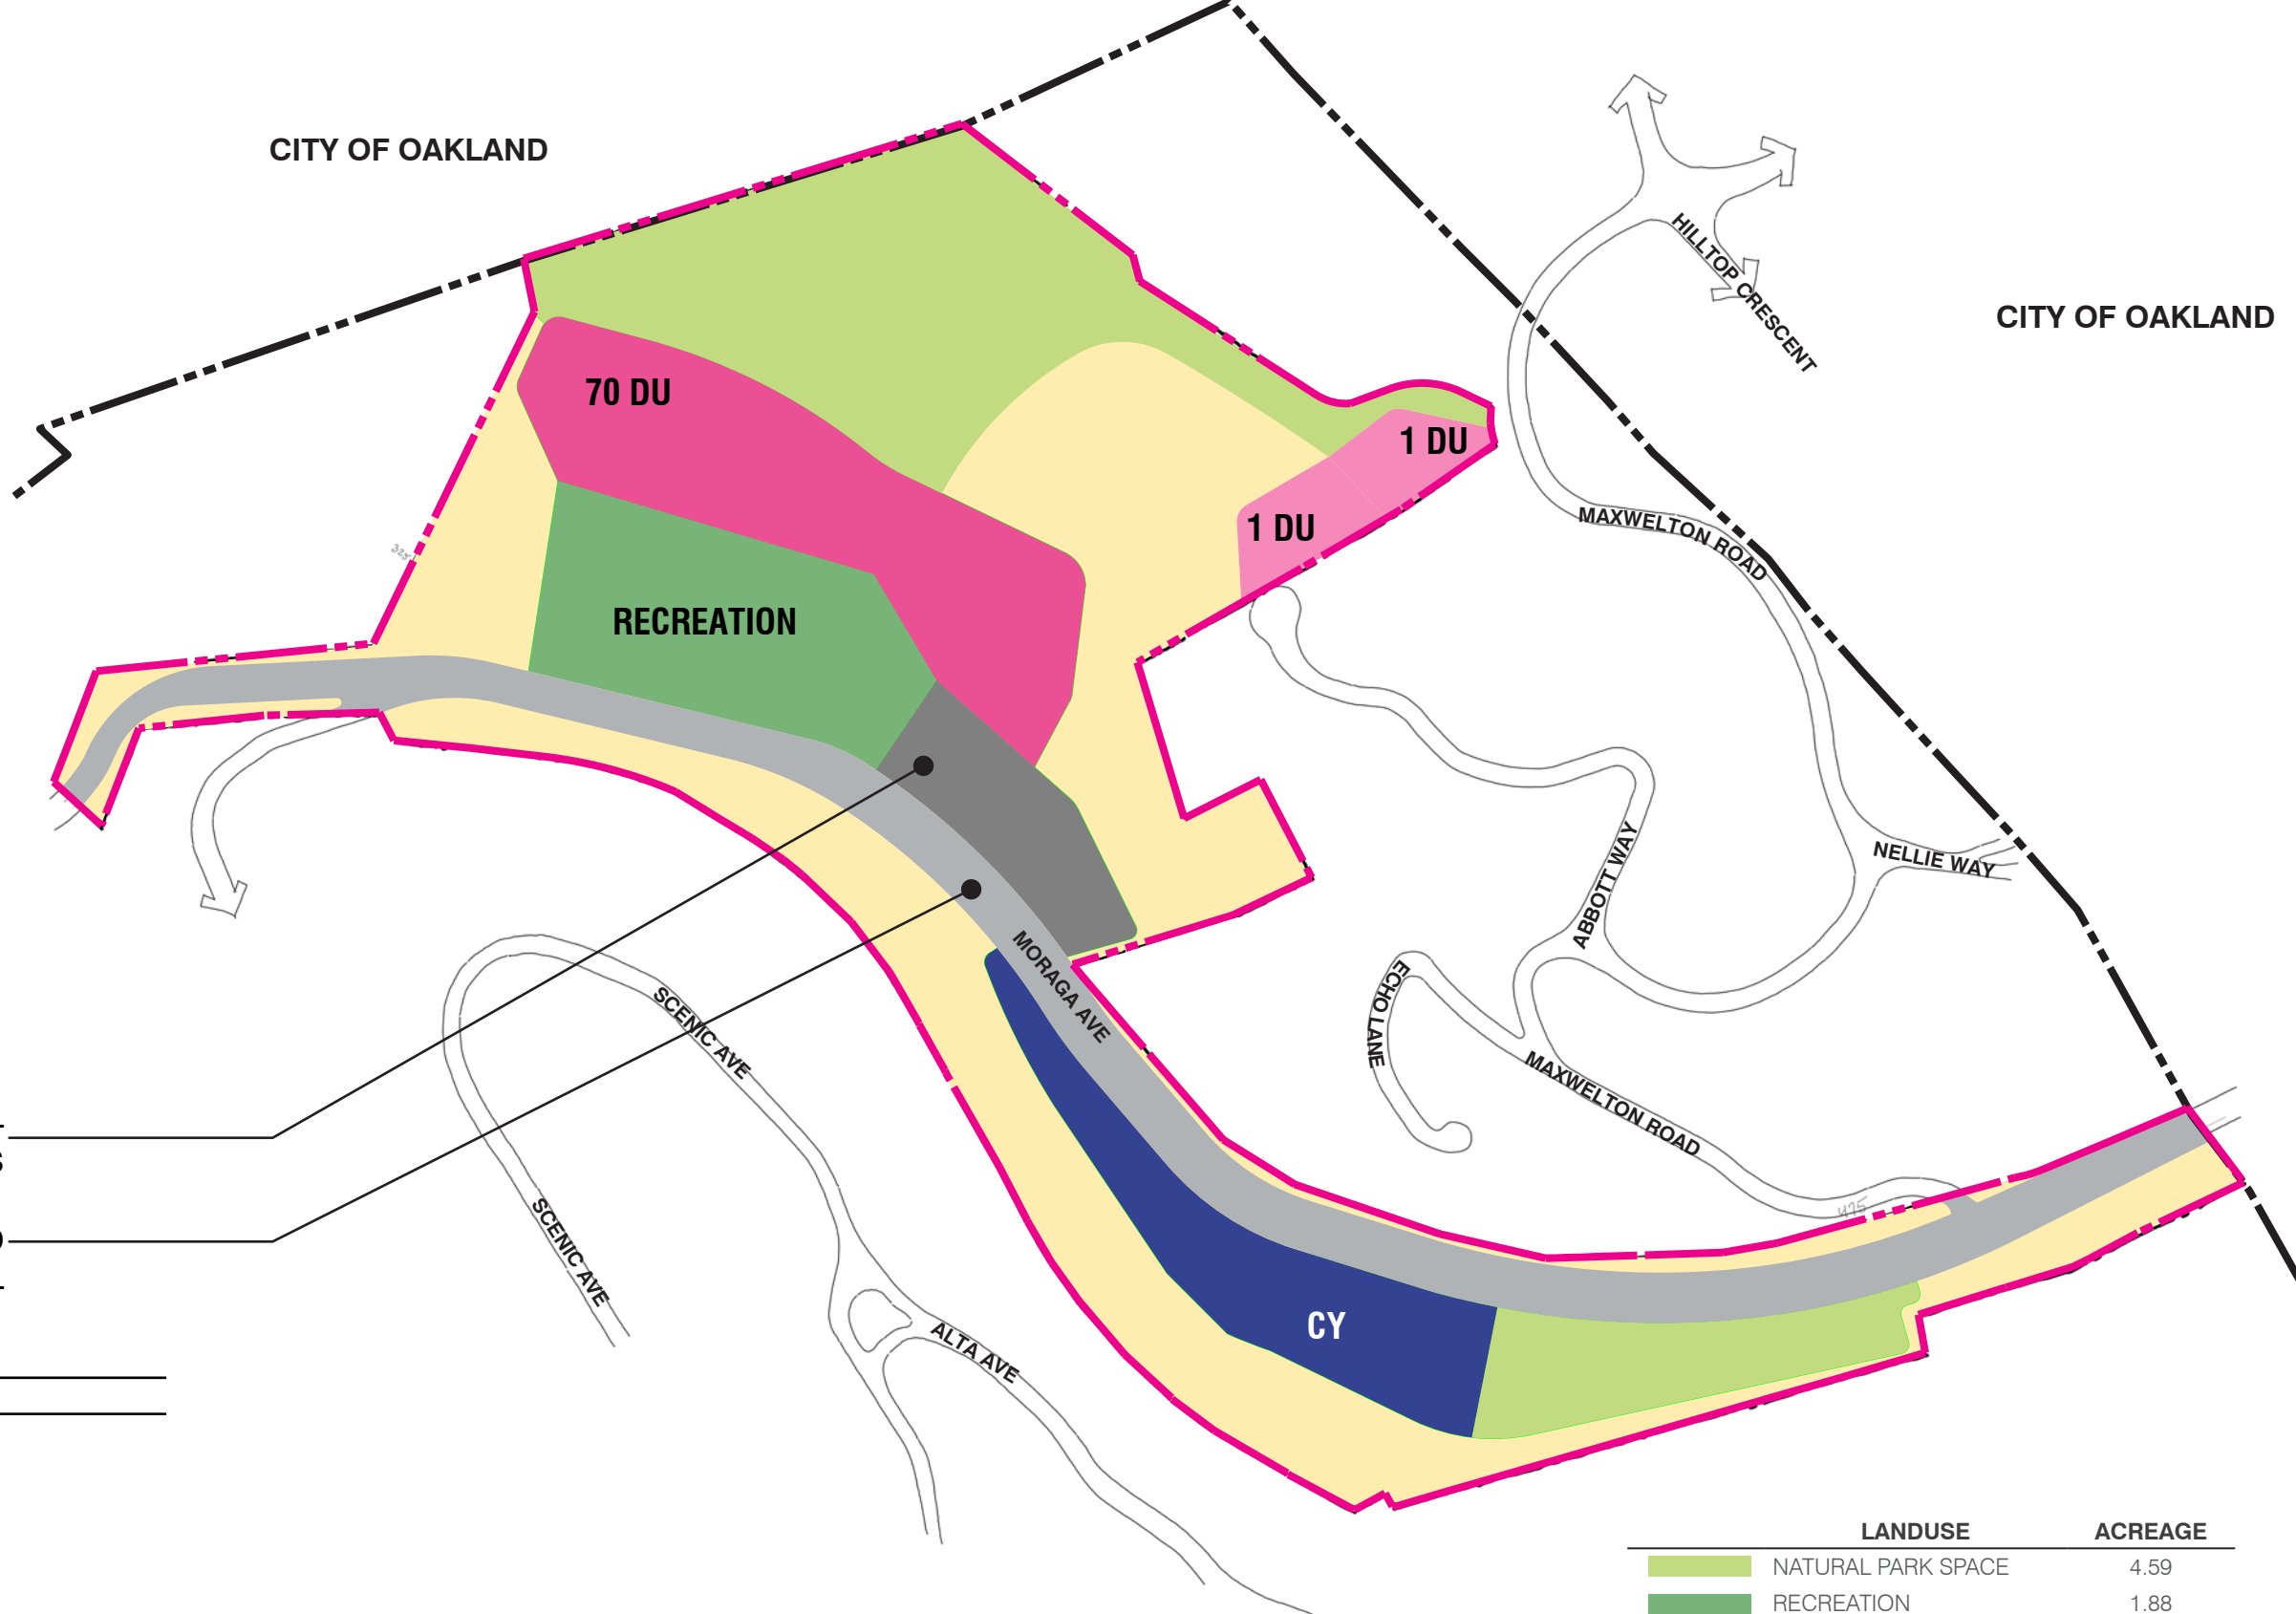 CITY OF OAKLAND
HILLTOP CRESCENT
CITY OF OAKLAND
70 DU
1 DU
1 DU
MAXWELTON ROAD
315
RECREATION
ABBOTT WAY
NELLIE WAY
MORAGA AVE
ECHO LANE
SCENIC AVE
MAXWELTON ROAD
475
SCENIC AVE
CY
ALTA AVE
LANDUSE ACREAGE
NATURAL PARK SPACE 4.59
RECREATION 1.88